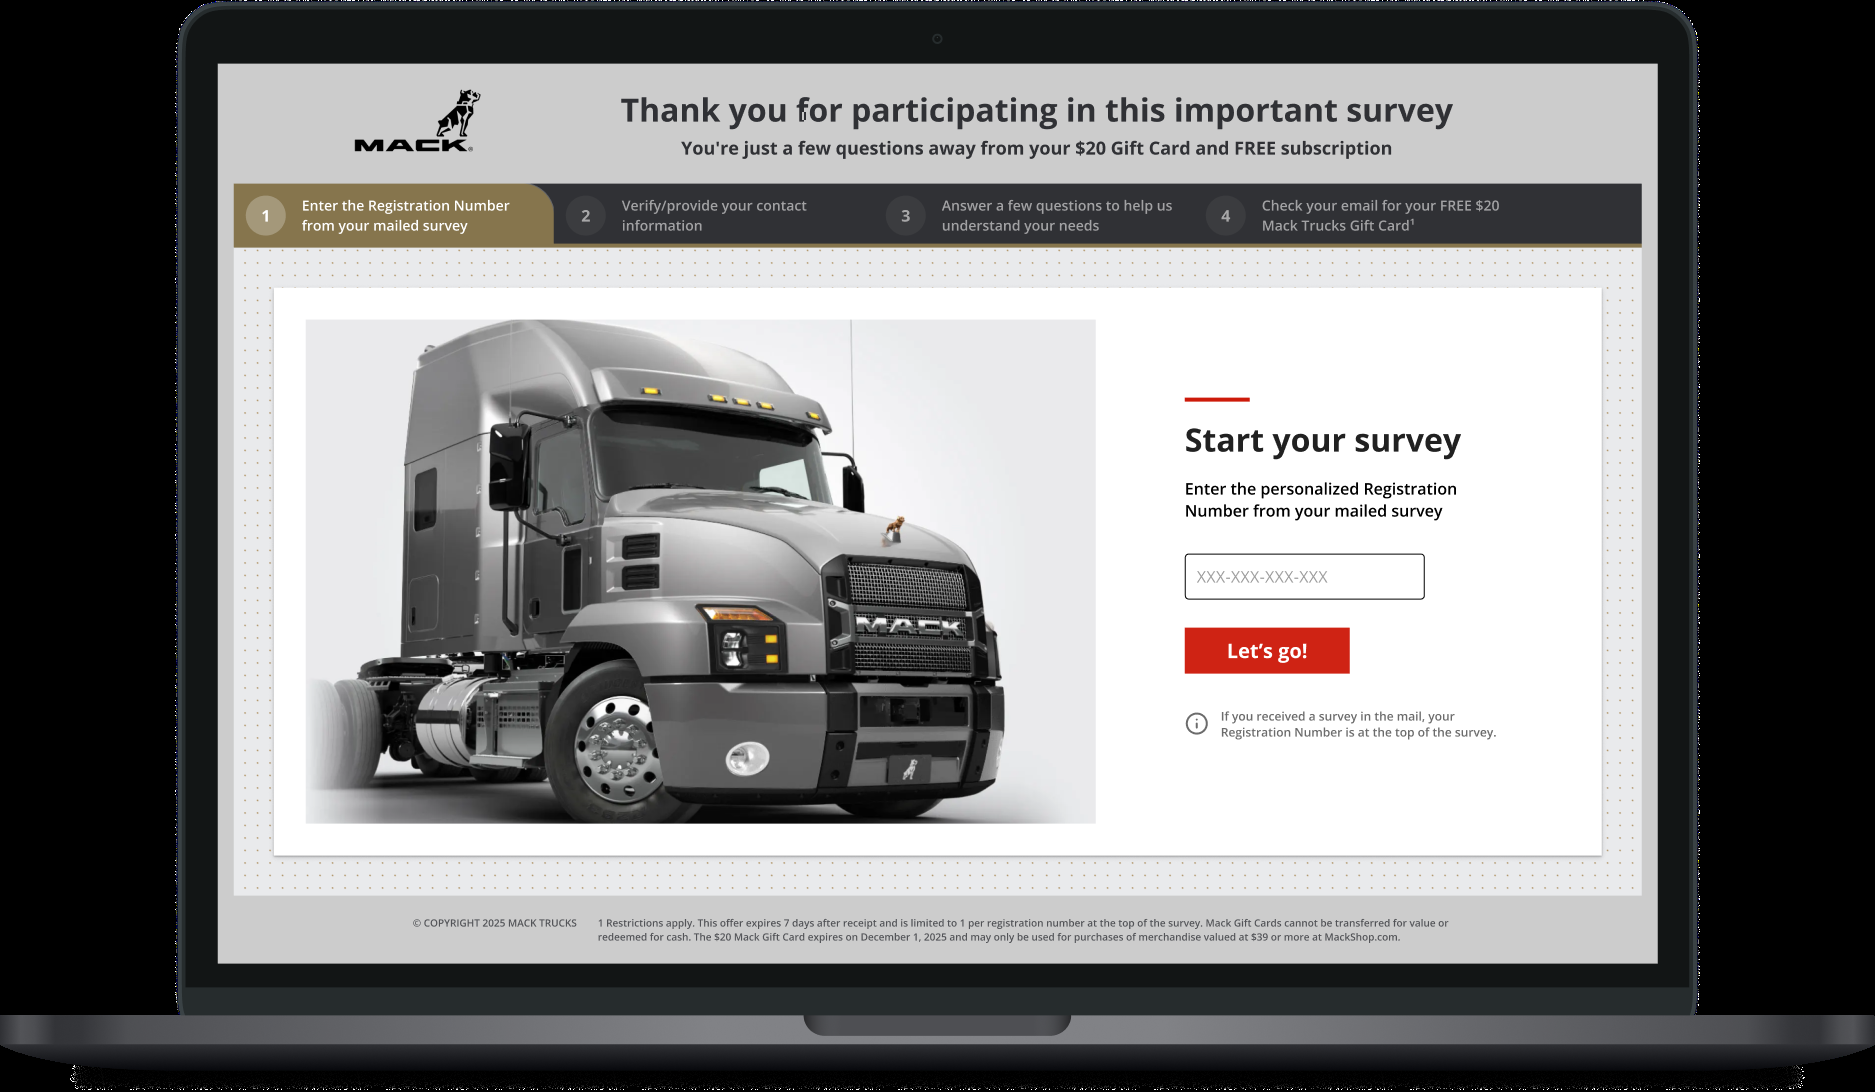 MACK®
Thank you for participating in this important survey
You're just a few questions away from your $20 Gift Card and FREE subscription
1
Enter the Registration Number
from your mailed survey
2
Verify/provide your contact
information
3
Answer a few questions to help us
understand your needs
4
Check your email for your FREE $20
Mack Trucks Gift Card¹
MACK
Start your survey
Enter the personalized Registration
Number from your mailed survey
XXX-XXX-XXX-XXX
Let’s go!
If you received a survey in the mail, your
Registration Number is at the top of the survey.
© COPYRIGHT 2025 MACK TRUCKS
1 Restrictions apply. This offer expires 7 days after receipt and is limited to 1 per registration number at the top of the survey. Mack Gift Cards cannot be transferred for value or
redeemed for cash. The $20 Mack Gift Card expires on December 1, 2025 and may only be used for purchases of merchandise valued at $39 or more at MackShop.com.